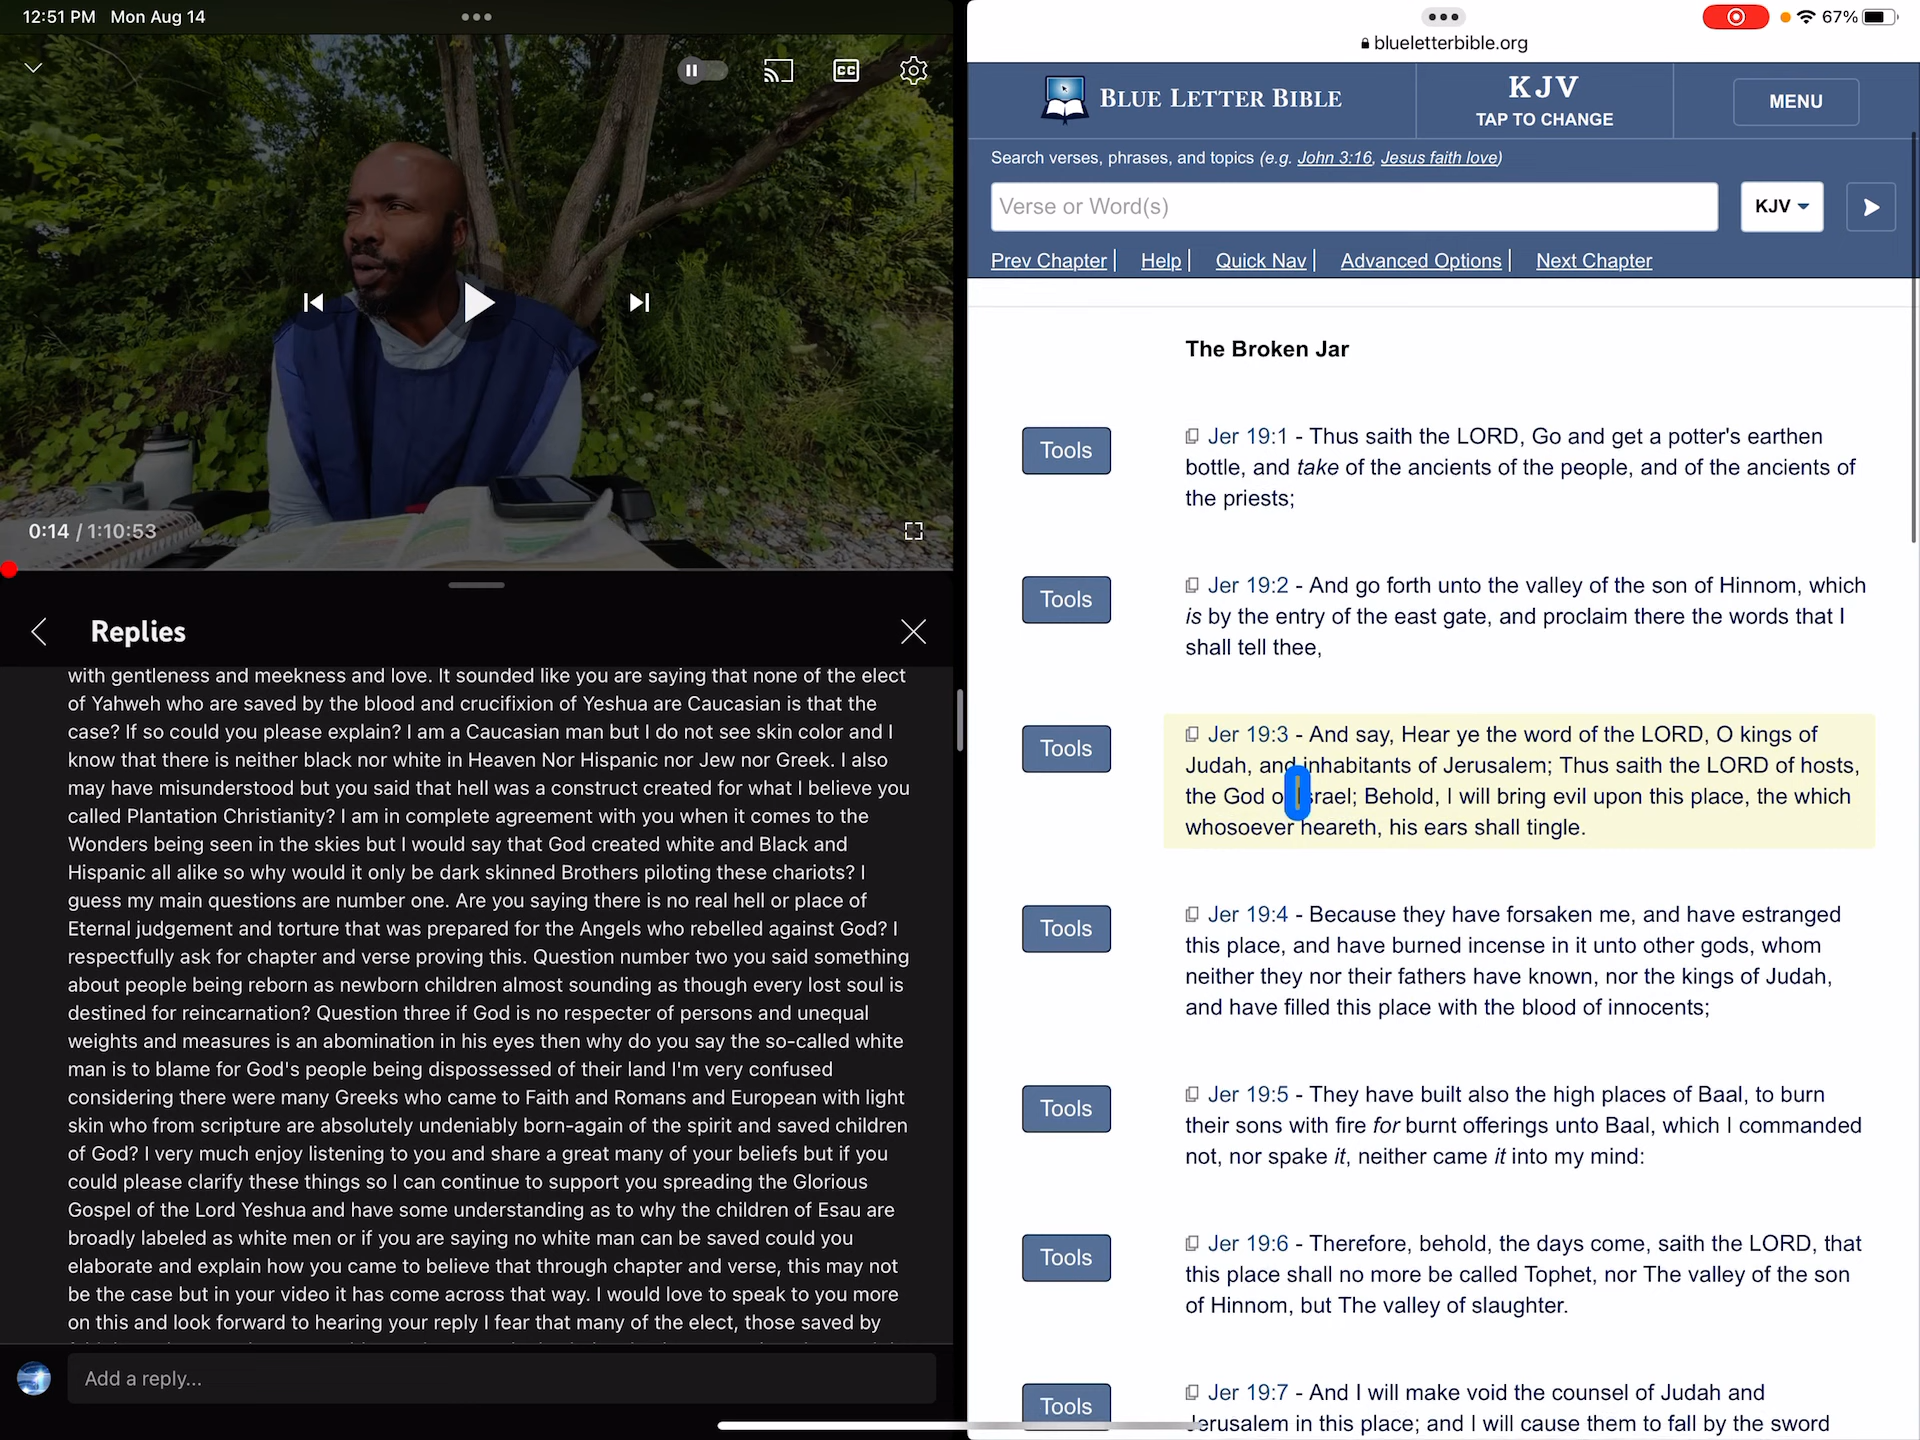 12:51 PM Mon Aug 14
0:14 / 1:10:53
Replies
with gentleness and meekness and love. It sounded like you are saying that none of the elect
of Yahweh who are saved by the blood and crucifixion of Yeshua are Caucasian is that the
case? If so could you please explain? I am a Caucasian man but I do not see skin color and I
know that there is neither black nor white in Heaven Nor Hispanic nor Jew nor Greek. I also
may have misunderstood but you said that hell was a construct created for what I believe you
called Plantation Christianity? I am in complete agreement with you when it comes to the
Wonders being seen in the skies but I would say that God created white and Black and
Hispanic all alike so why would it only be dark skinned Brothers piloting these chariots? I
guess my main questions are number one. Are you saying there is no real hell or place of
Eternal judgement and torture that was prepared for the Angels who rebelled against God? I
respectfully ask for chapter and verse proving this. Question number two you said something
about people being reborn as newborn children almost sounding as though every lost soul is
destined for reincarnation? Question three if God is no respecter of persons and unequal
weights and measures is an abomination in his eyes then why do you say the so-called white
man is to blame for God's people being dispossessed of their land I'm very confused
considering there were many Greeks who came to Faith and Romans and European with light
skin who from scripture are absolutely undeniably born-again of the spirit and saved children
of God? I very much enjoy listening to you and share a great many of your beliefs but if you
could please clarify these things so I can continue to support you spreading the Glorious
Gospel of the Lord Yeshua and have some understanding as to why the children of Esau are
broadly labeled as white men or if you are saying no white man can be saved could you
elaborate and explain how you came to believe that through chapter and verse, this may not
be the case but in your video it has come across that way. I would love to speak to you more
on this and look forward to hearing your reply I fear that many of the elect, those saved by
Add a reply...
67%
blueletterbible.org
BLUE LETTER BIBLE
KJV
TAP TO CHANGE
MENU
Search verses, phrases, and topics (e.g. John 3:16, Jesus faith love)
Verse or Word(s)
KJV
Prev Chapter | Help | Quick Nav | Advanced Options | Next Chapter
The Broken Jar
Tools
Jer 19:1 - Thus saith the LORD, Go and get a potter's earthen
bottle, and take of the ancients of the people, and of the ancients of
the priests;
Tools
Jer 19:2 - And go forth unto the valley of the son of Hinnom, which
is by the entry of the east gate, and proclaim there the words that I
shall tell thee,
Tools
Jer 19:3 - And say, Hear ye the word of the LORD, O kings of
Judah, and inhabitants of Jerusalem; Thus saith the LORD of hosts,
the God of Israel; Behold, I will bring evil upon this place, the which
whosoever heareth, his ears shall tingle.
Tools
Jer 19:4 - Because they have forsaken me, and have estranged
this place, and have burned incense in it unto other gods, whom
neither they nor their fathers have known, nor the kings of Judah,
and have filled this place with the blood of innocents;
Tools
Jer 19:5 - They have built also the high places of Baal, to burn
their sons with fire for burnt offerings unto Baal, which I commanded
not, nor spake it, neither came it into my mind:
Tools
Jer 19:6 - Therefore, behold, the days come, saith the LORD, that
this place shall no more be called Tophet, nor The valley of the son
of Hinnom, but The valley of slaughter.
Tools
Jer 19:7 - And I will make void the counsel of Judah and
Jerusalem in this place; and I will cause them to fall by the sword